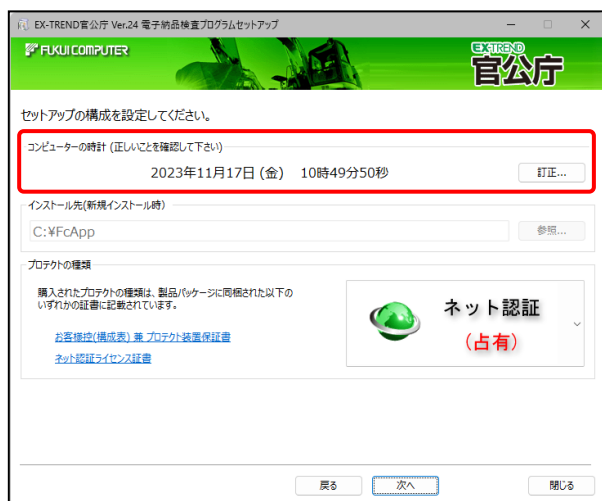 EX-TREND官公庁 Ver.24 電子納品検査プログラムセットアップ
FUKUI COMPUTER
EX-TREND
官公庁
セットアップの構成を設定してください。
コンピューターの時計 (正しいことを確認して下さい)
2023年11月17日 (金) 10時49分50秒
訂正...
インストール先(新規インストール時)
C:¥FcApp
参照...
プロテクトの種類
購入されたプロテクトの種類は、製品パッケージに同梱された以下の
いずれかの証書に記載されています。
お客様控(構成表) 兼 プロテクト装置保証書
ネット認証ライセンス証書
ネット認証
(占有)
戻る
次へ
閉じる